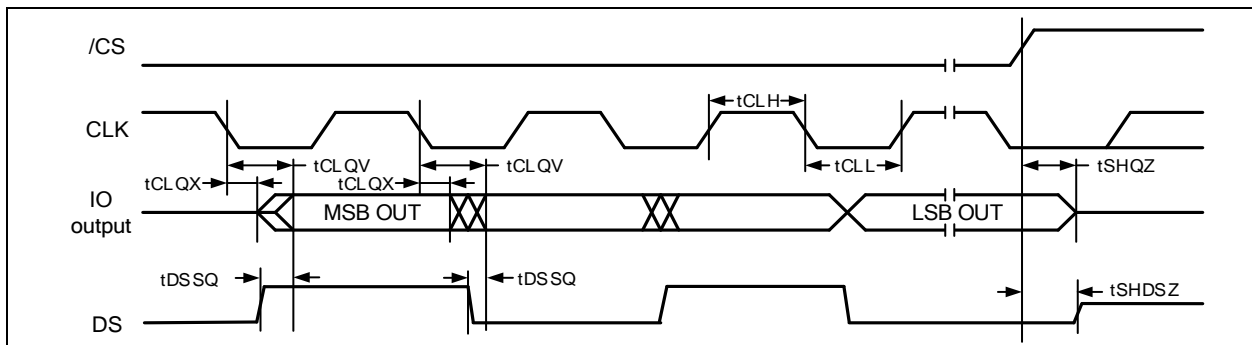 /CS
CLK
tCLH
tCLQV
tCLQV
tCLL
tSHQZ
tCLQX
tCLQX
IO
output
MSB OUT
LSB OUT
tDSSQ
tDSSQ
tSHDSZ
DS